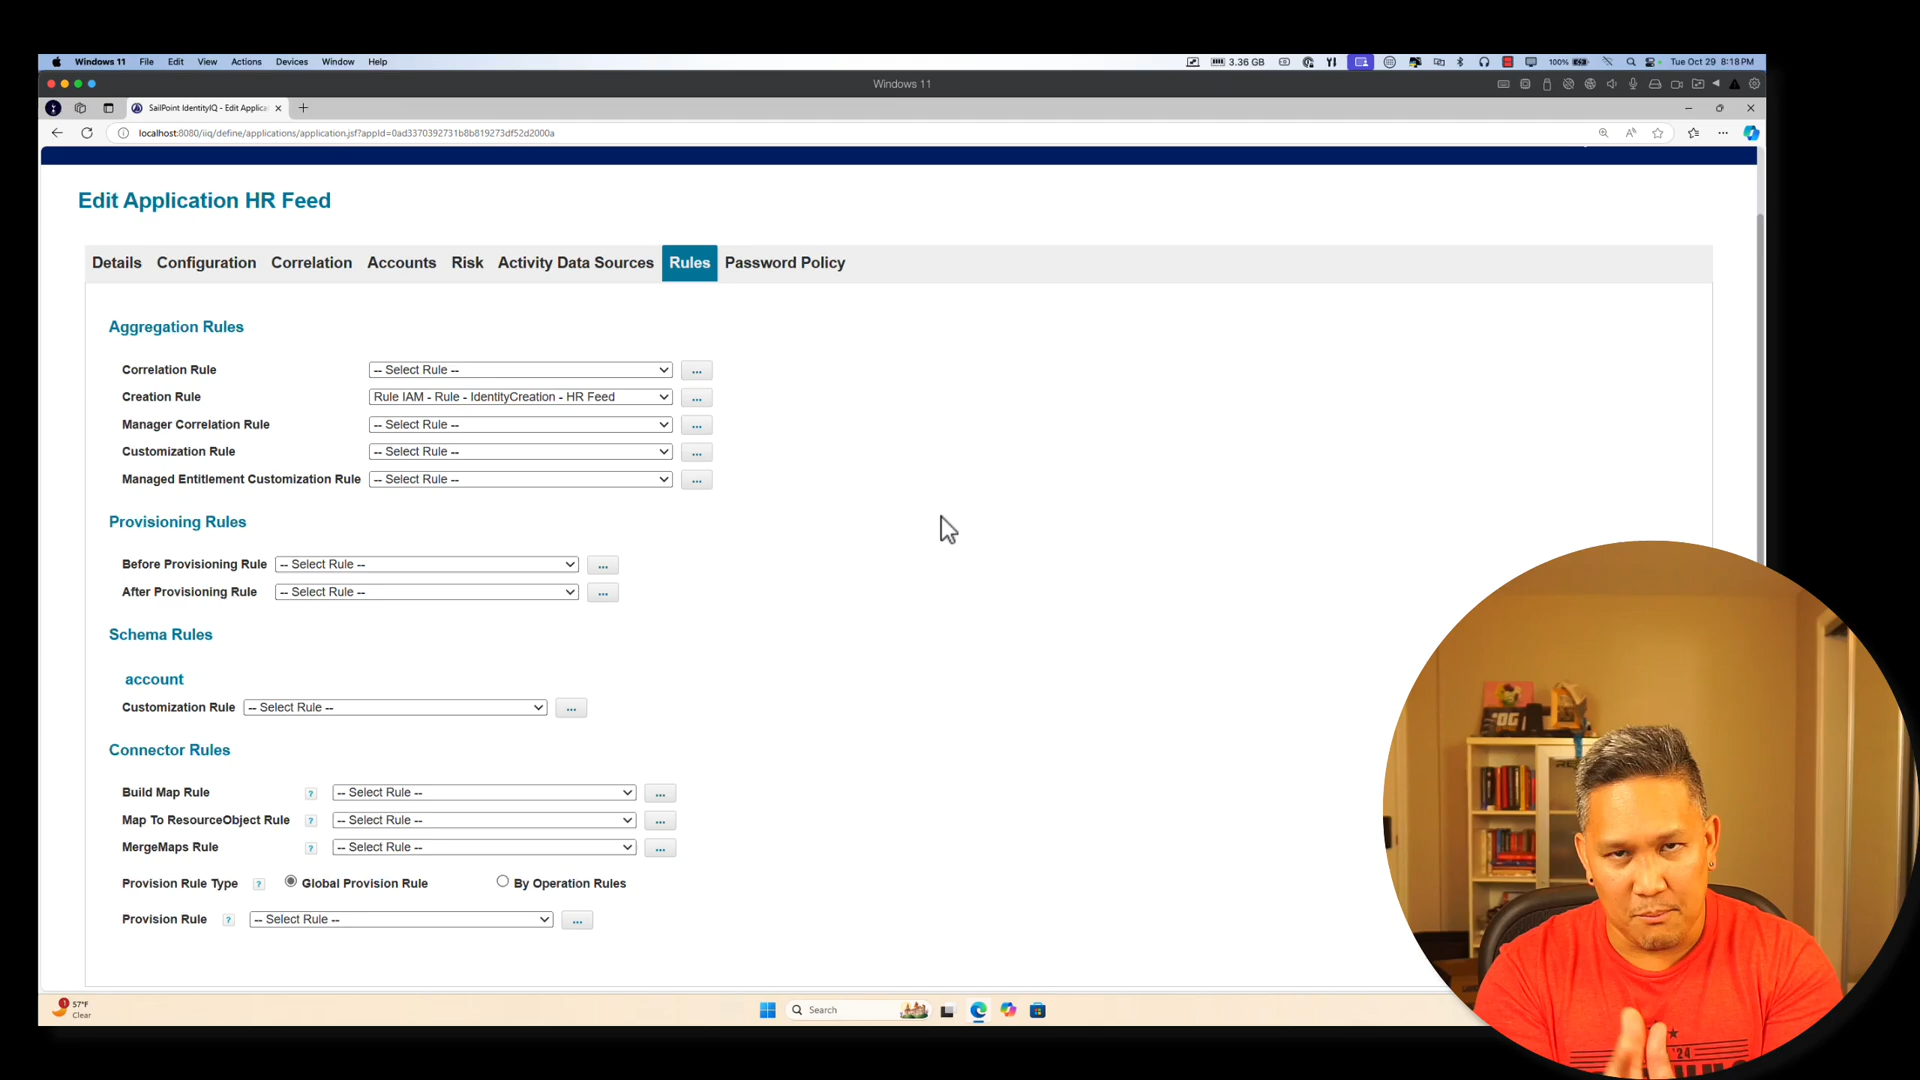 Windows 11 File Edit View Actions Devices Window Help 3.36 GB 100% Tue Oct 29 8:18 PM
Windows 11
SailPoint IdentityIQ - Edit Applica
localhost:8080/iiq/define/applications/application.jsf?appId=0ad3370392731b8b819273df52d2000a
Edit Application HR Feed
Details Configuration Correlation Accounts Risk Activity Data Sources Rules Password Policy
Aggregation Rules
Correlation Rule -- Select Rule -- ...
Creation Rule Rule IAM - Rule - IdentityCreation - HR Feed ...
Manager Correlation Rule -- Select Rule -- ...
Customization Rule -- Select Rule -- ...
Managed Entitlement Customization Rule -- Select Rule -- ...
Provisioning Rules
Before Provisioning Rule -- Select Rule -- ...
After Provisioning Rule -- Select Rule -- ...
Schema Rules
account
Customization Rule -- Select Rule -- ...
Connector Rules
Build Map Rule ? -- Select Rule -- ...
Map To ResourceObject Rule ? -- Select Rule -- ...
MergeMaps Rule ? -- Select Rule -- ...
Provision Rule Type ? Global Provision Rule By Operation Rules
Provision Rule ? -- Select Rule -- ...
1 57°F
Clear
Search
'24